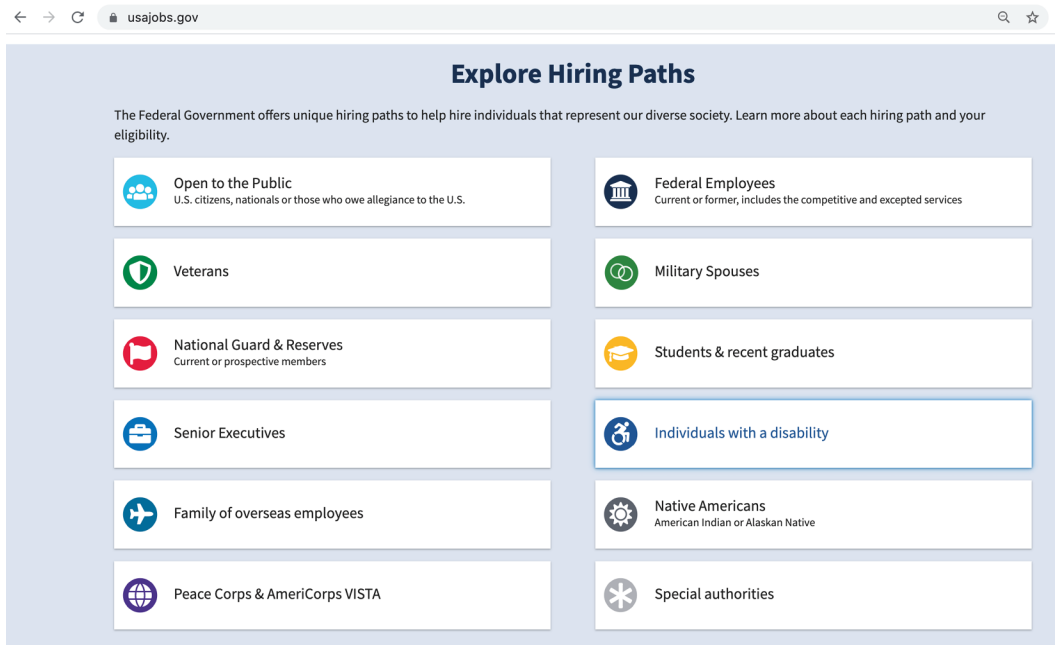 usajobs.gov
Explore Hiring Paths
The Federal Government offers unique hiring paths to help hire individuals that represent our diverse society. Learn more about each hiring path and your
eligibility.
Open to the Public
U.S. citizens, nationals or those who owe allegiance to the U.S.
Federal Employees
Current or former, includes the competitive and excepted services
Veterans
Military Spouses
National Guard & Reserves
Current or prospective members
Students & recent graduates
Senior Executives
Individuals with a disability
Family of overseas employees
Native Americans
American Indian or Alaskan Native
Peace Corps & AmeriCorps VISTA
Special authorities